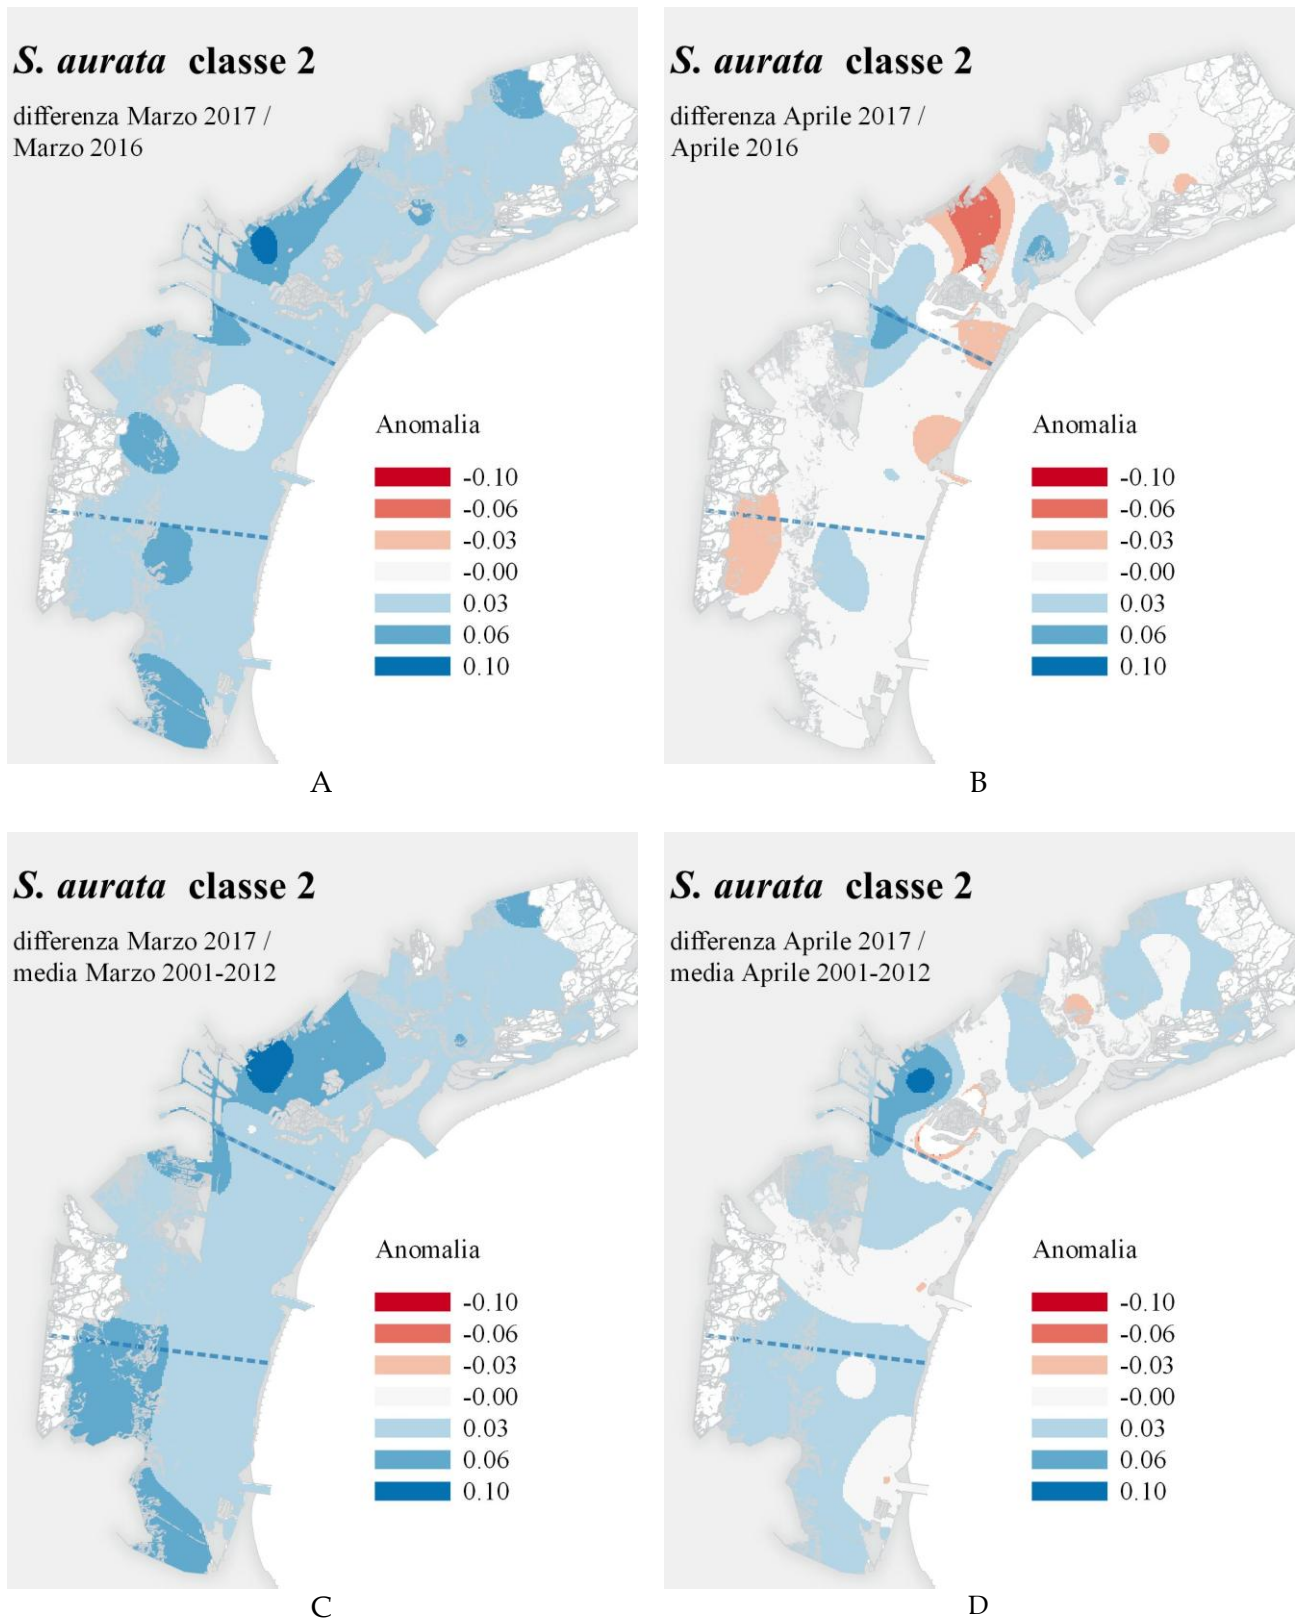 S. aurata classe 2
differenza Marzo 2017 /
Marzo 2016
Anomalia
-0.10
-0.06
-0.03
-0.00
0.03
0.06
0.10
A
S. aurata classe 2
differenza Aprile 2017 /
Aprile 2016
Anomalia
-0.10
-0.06
-0.03
-0.00
0.03
0.06
0.10
B
S. aurata classe 2
differenza Marzo 2017 /
media Marzo 2001-2012
Anomalia
-0.10
-0.06
-0.03
-0.00
0.03
0.06
0.10
C
S. aurata classe 2
differenza Aprile 2017 /
media Aprile 2001-2012
Anomalia
-0.10
-0.06
-0.03
-0.00
0.03
0.06
0.10
D